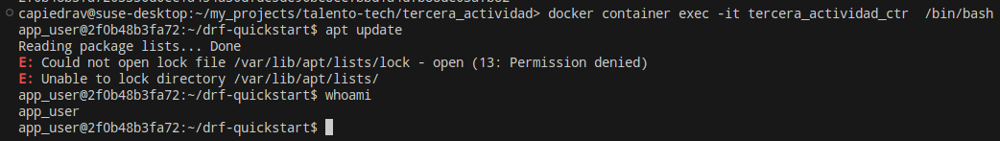 capiedrav@suse-desktop:~/my_projects/talento-tech/tercera_actividad> docker container exec -it tercera_actividad_ctr  /bin/bash
app_user@2f0b48b3fa72:~/drf-quickstart$ apt update
Reading package lists... Done
E: Could not open lock file /var/lib/apt/lists/lock - open (13: Permission denied)
E: Unable to lock directory /var/lib/apt/lists/
app_user@2f0b48b3fa72:~/drf-quickstart$ whoami
app_user
app_user@2f0b48b3fa72:~/drf-quickstart$